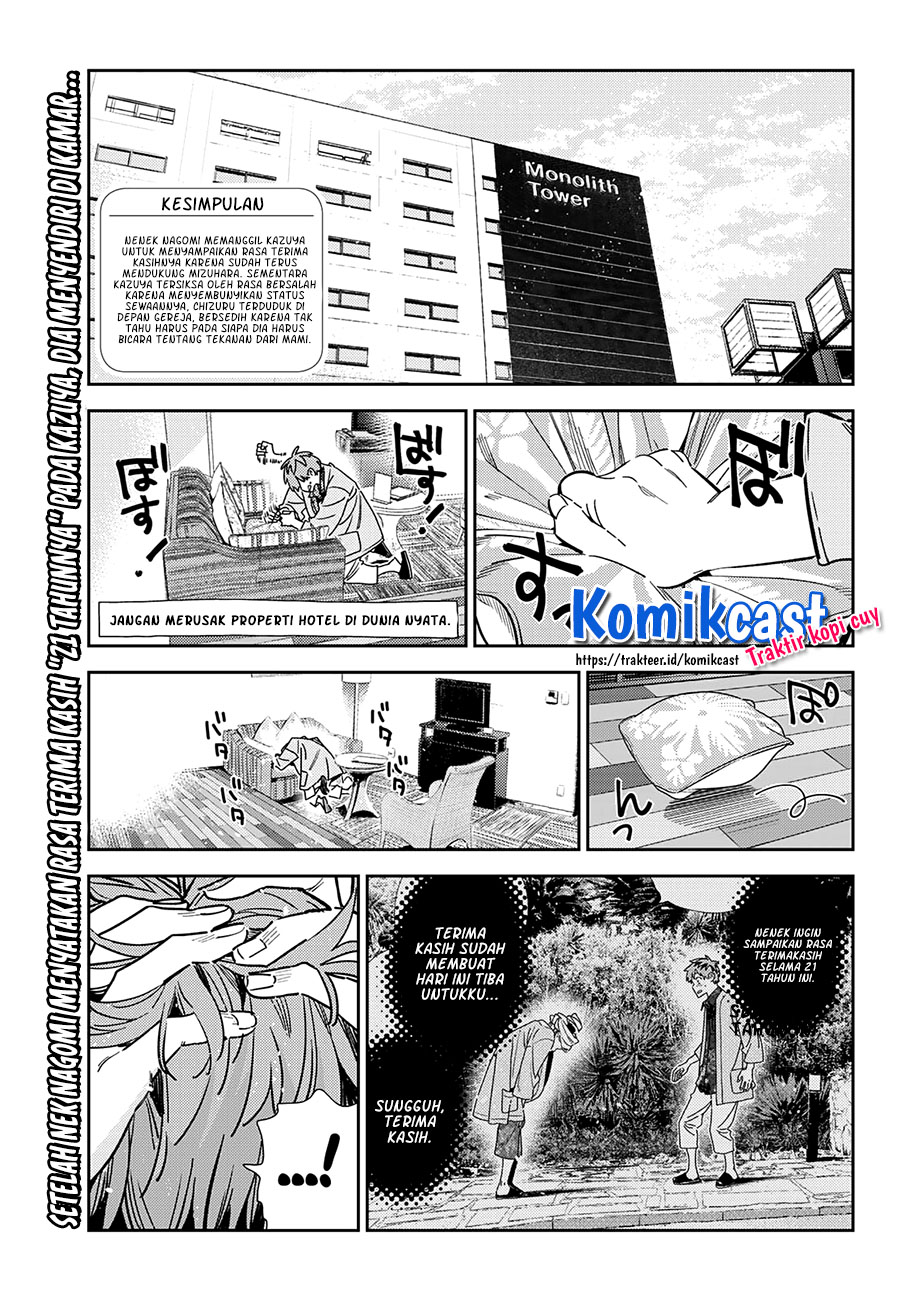 SETELAH NEK NAGOMI MENYATAKAN RASA TERIMA KASIH "21 TAHUNNYA" PADA KAZUYA, DIA MENYENDIRI DI KAMAR...
Monolith
Tower
KESIMPULAN
NENEK NAGOMI MEMANGGIL KAZUYA
UNTUK MENYAMPAIKAN RASA TERIMA
KASIHNYA KARENA SUDAH TERUS
MENDUKUNG MIZUHARA. SEMENTARA
KAZUYA TERSIKSA OLEH RASA BERSALAH
KARENA MENYEMBUNYIKAN STATUS
SEWAANNYA, CHIZURU TERDUDUK DI
DEPAN GEREJA, BERSEDIH KARENA TAK
TAHU HARUS PADA SIAPA DIA HARUS
BICARA TENTANG TEKANAN DARI MAMI.
ぼすっ
ぼす!
ぼす!
JANGAN MERUSAK PROPERTI HOTEL DI DUNIA NYATA.
Komikcast
Traktir kopi cuy
https://trakteer.id/komikcast
ぽんっ
バタ
バタ
バタ
バタ
NENEK INGIN
SAMPAIKAN RASA
TERIMAKASIH
SELAMA 21
TAHUN INI.
TERIMA
KASIH SUDAH
MEMBUAT
HARI INI TIBA
UNTUKKU...
SUNGGUH,
TERIMA
KASIH.
....!